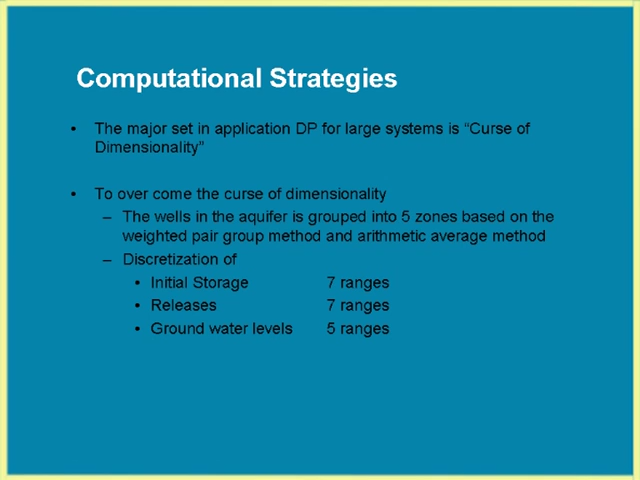 Computational Strategies
• The major set in application DP for large systems is “Curse of
Dimensionality”
• To over come the curse of dimensionality
– The wells in the aquifer is grouped into 5 zones based on the
weighted pair group method and arithmetic average method
– Discretization of
• Initial Storage 7 ranges
• Releases 7 ranges
• Ground water levels 5 ranges